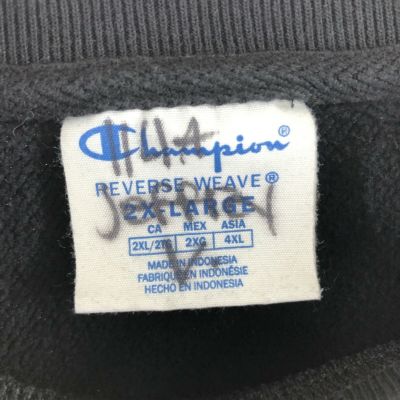 Champion®
REVERSE WEAVE®
2X-LARGE
CA MEX ASIA
2XL/2TG 2XG 4XL
MADE IN INDONESIA
FABRIQUÉ EN INDONÉSIE
HECHO EN INDONESIA